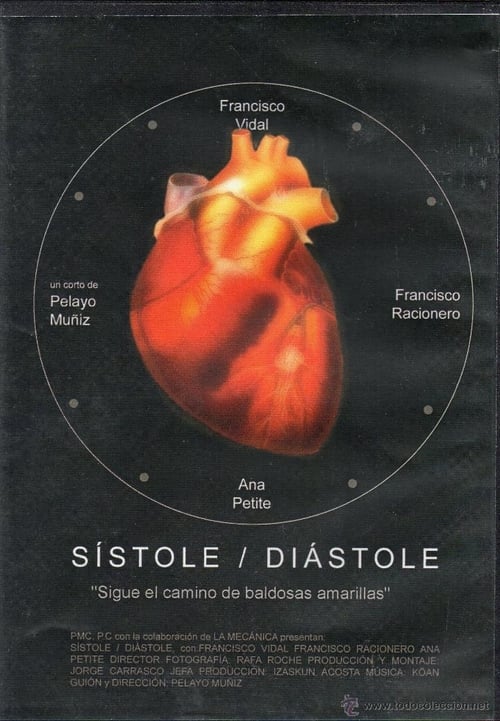 Francisco
Vidal
un corto de
Pelayo
Muñiz
Francisco
Racionero
Ana
Petite
SÍSTOLE / DIÁSTOLE
"Sigue el camino de baldosas amarillas"
PMC, P.C con la colaboración de LA MECÁNICA presentan:
SÍSTOLE / DIÁSTOLE, con:FRANCISCO VIDAL FRANCISCO RACIONERO ANA
PETITE DIRECTOR FOTOGRAFÍA: RAFA ROCHE PRODUCCIÓN Y MONTAJE:
JORGE CARRASCO JEFA PRODUCCIÓN: IZASKUN ACOSTA MÚSICA: KÖAN
GUIÓN y DIRECCIÓN: PELAYO MUÑIZ
www.todocoleccion.net